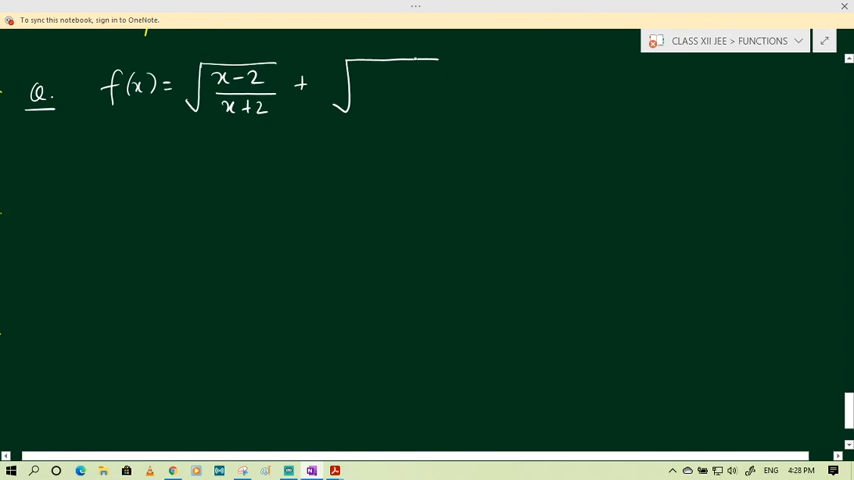 To sync this notebook, sign in to OneNote.
CLASS XII JEE > FUNCTIONS
Q. f(x) = √((x-2)/(x+2)) + √
ENG 4:28 PM